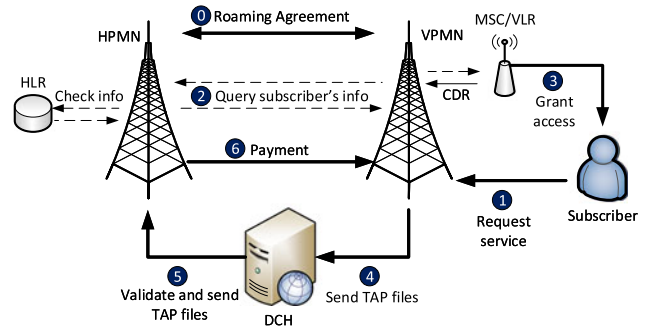 0 Roaming Agreement
MSC/VLR
HPMN
VPMN
HLR
Check info
2 Query subscriber's info
CDR
3
Grant
access
6 Payment
1
Request
service
Subscriber
5
Validate and send
TAP files
DCH
4
Send TAP files